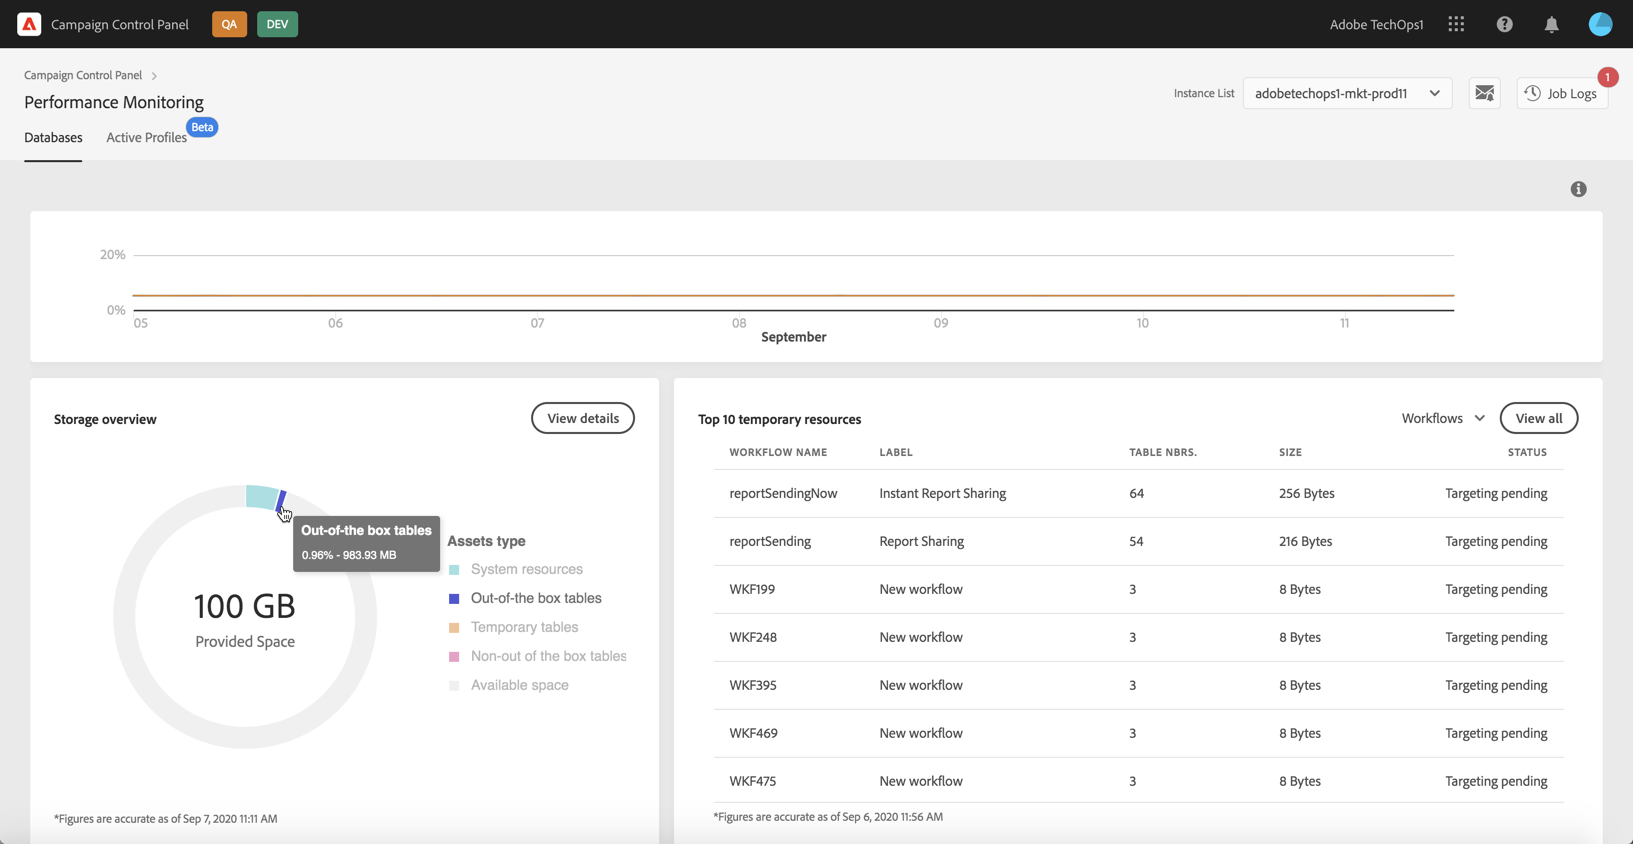 Campaign Control Panel QA DEV Adobe TechOps1
Campaign Control Panel
Performance Monitoring
Instance List adobetechops1-mkt-prod11 Job Logs 1
Databases Active Profiles Beta
20%
0%
05 06 07 08 09 10 11
September
Storage overview View details
Out-of-the box tables
0.96% - 983.93 MB
100 GB
Provided Space
Assets type
System resources
Out-of-the box tables
Temporary tables
Non-out of the box tables
Available space
*Figures are accurate as of Sep 7, 2020 11:11 AM
Top 10 temporary resources Workflows View all
WORKFLOW NAME LABEL TABLE NBRS. SIZE STATUS
reportSendingNow Instant Report Sharing 64 256 Bytes Targeting pending
reportSending Report Sharing 54 216 Bytes Targeting pending
WKF199 New workflow 3 8 Bytes Targeting pending
WKF248 New workflow 3 8 Bytes Targeting pending
WKF395 New workflow 3 8 Bytes Targeting pending
WKF469 New workflow 3 8 Bytes Targeting pending
WKF475 New workflow 3 8 Bytes Targeting pending
*Figures are accurate as of Sep 6, 2020 11:56 AM